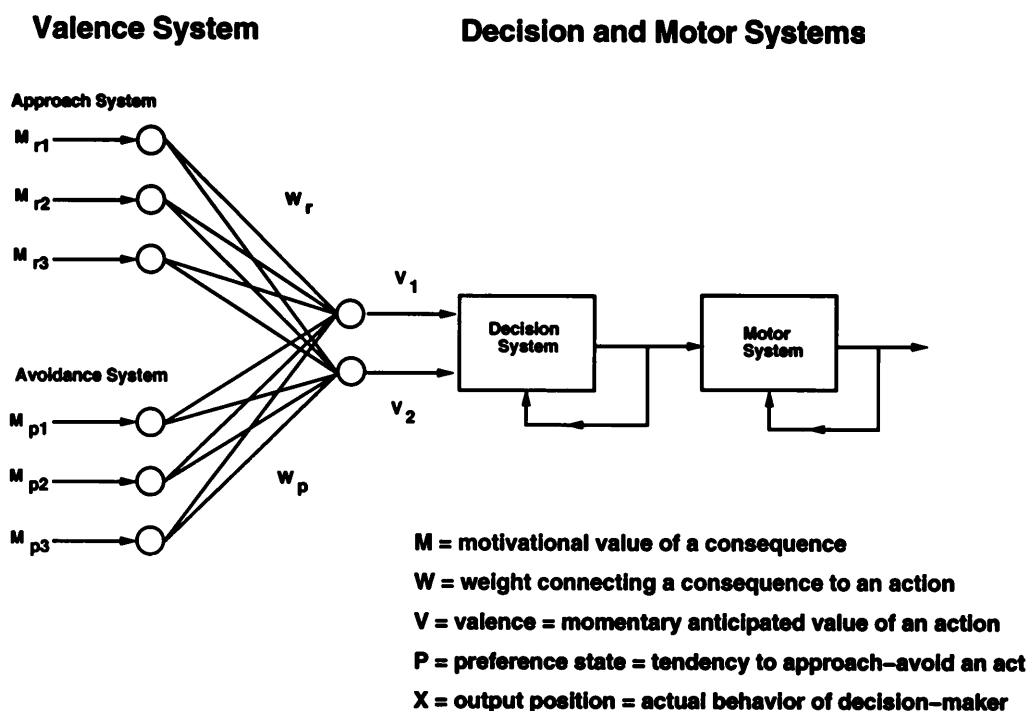 Valence System
Decision and Motor Systems
Approach System
M r1
M r2
M r3
W r
V 1
Decision System
Motor System
Avoidance System
V 2
M p1
M p2
M p3
W p
M = motivational value of a consequence
W = weight connecting a consequence to an action
V = valence = momentary anticipated value of an action
P = preference state = tendency to approach–avoid an act
X = output position = actual behavior of decision–maker